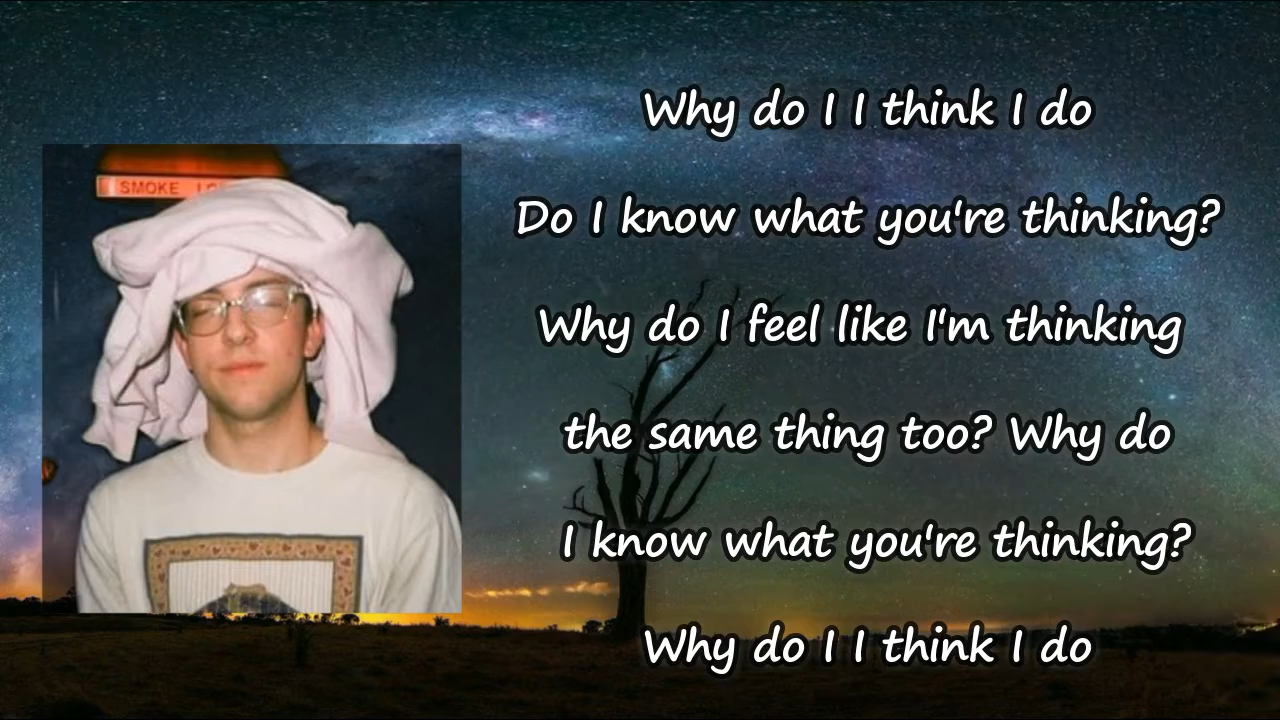 SMOKE
Why do I I think I do
Do I know what you're thinking?
Why do I feel like I'm thinking
the same thing too? Why do
I know what you're thinking?
Why do I I think I do